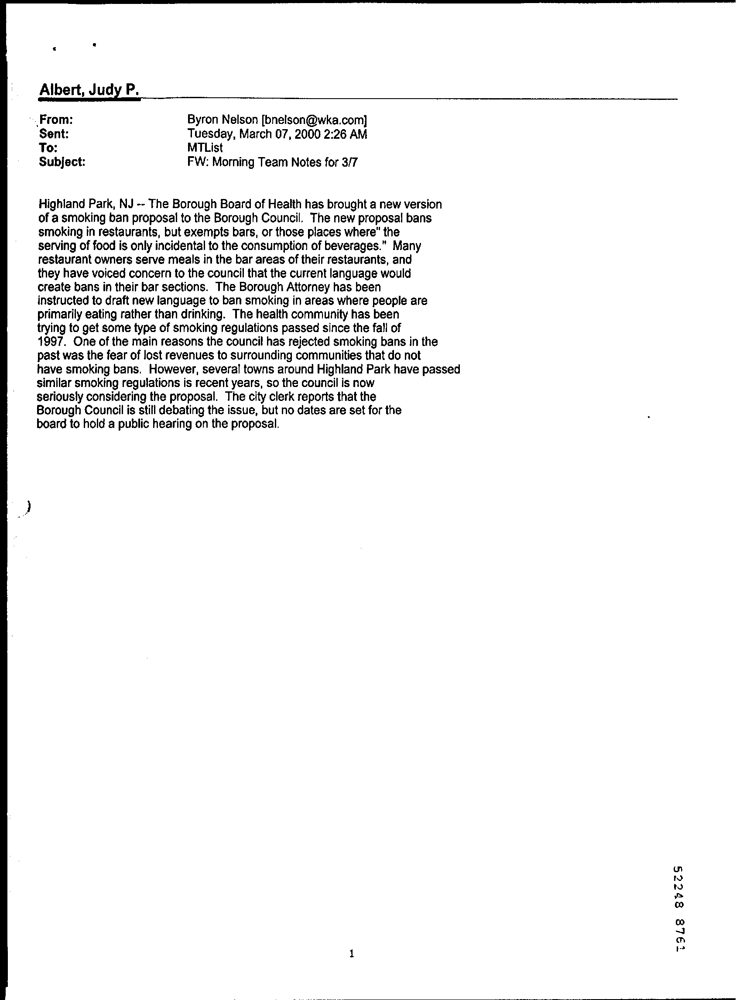 Albert, Judy P.
From: Byron Nelson [bnelson@wka.com]
Sent: Tuesday, March 07, 2000 2:26 AM
To: MTList
Subject: FW: Morning Team Notes for 3/7
Highland Park, NJ -- The Borough Board of Health has brought a new version
of a smoking ban proposal to the Borough Council. The new proposal bans
smoking in restaurants, but exempts bars, or those places where" the
serving of food is only incidental to the consumption of beverages." Many
restaurant owners serve meals in the bar areas of their restaurants, and
they have voiced concern to the council that the current language would
create bans in their bar sections. The Borough Attorney has been
instructed to draft new language to ban smoking in areas where people are
primarily eating rather than drinking. The health community has been
trying to get some type of smoking regulations passed since the fall of
1997. One of the main reasons the council has rejected smoking bans in the
past was the fear of lost revenues to surrounding communities that do not
have smoking bans. However, several towns around Highland Park have passed
similar smoking regulations is recent years, so the council is now
seriously considering the proposal. The city clerk reports that the
Borough Council is still debating the issue, but no dates are set for the
board to hold a public hearing on the proposal.
52248 8761
1